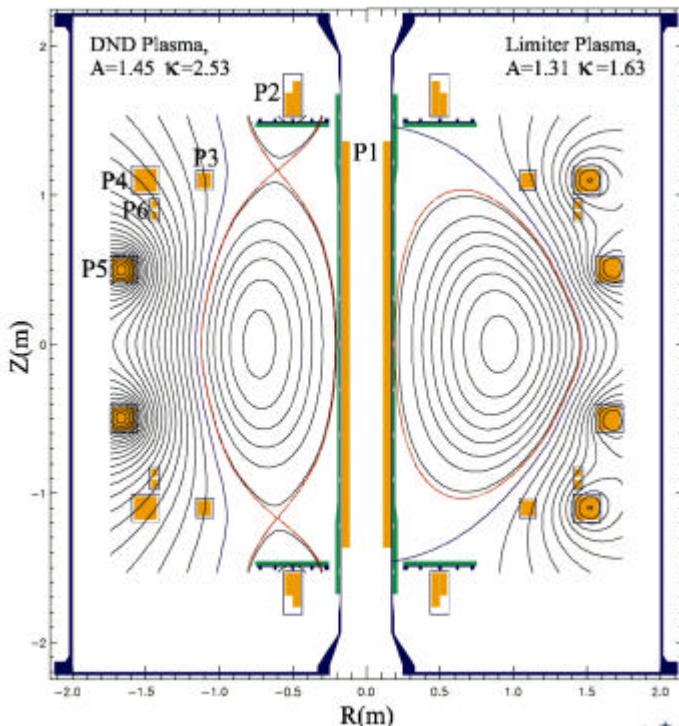 DND Plasma,
A=1.45 κ=2.53
Limiter Plasma,
A=1.31 κ=1.63
P2
P1
P3
P4
P6
P5
Z(m)
2
1
0
−1
−2
−2.0 −1.5 −1.0 −0.5 0.0 0.5 1.0 1.5 2.0
R(m)